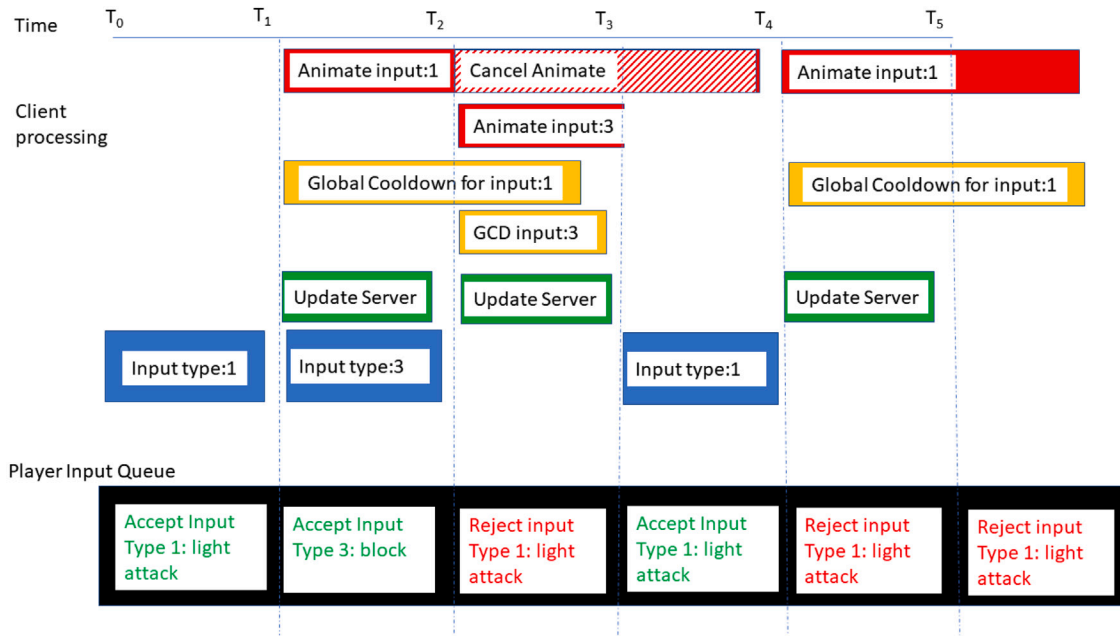 Time
T0
T1
T2
T3
T4
T5
Animate input:1
Cancel Animate
Animate input:1
Client
processing
Animate input:3
Global Cooldown for input:1
Global Cooldown for input:1
GCD input:3
Update Server
Update Server
Update Server
Input type:1
Input type:3
Input type:1
Player Input Queue
Accept Input
Type 1: light
attack
Accept Input
Type 3: block
Reject input
Type 1: light
attack
Accept Input
Type 1: light
attack
Reject input
Type 1: light
attack
Reject input
Type 1: light
attack